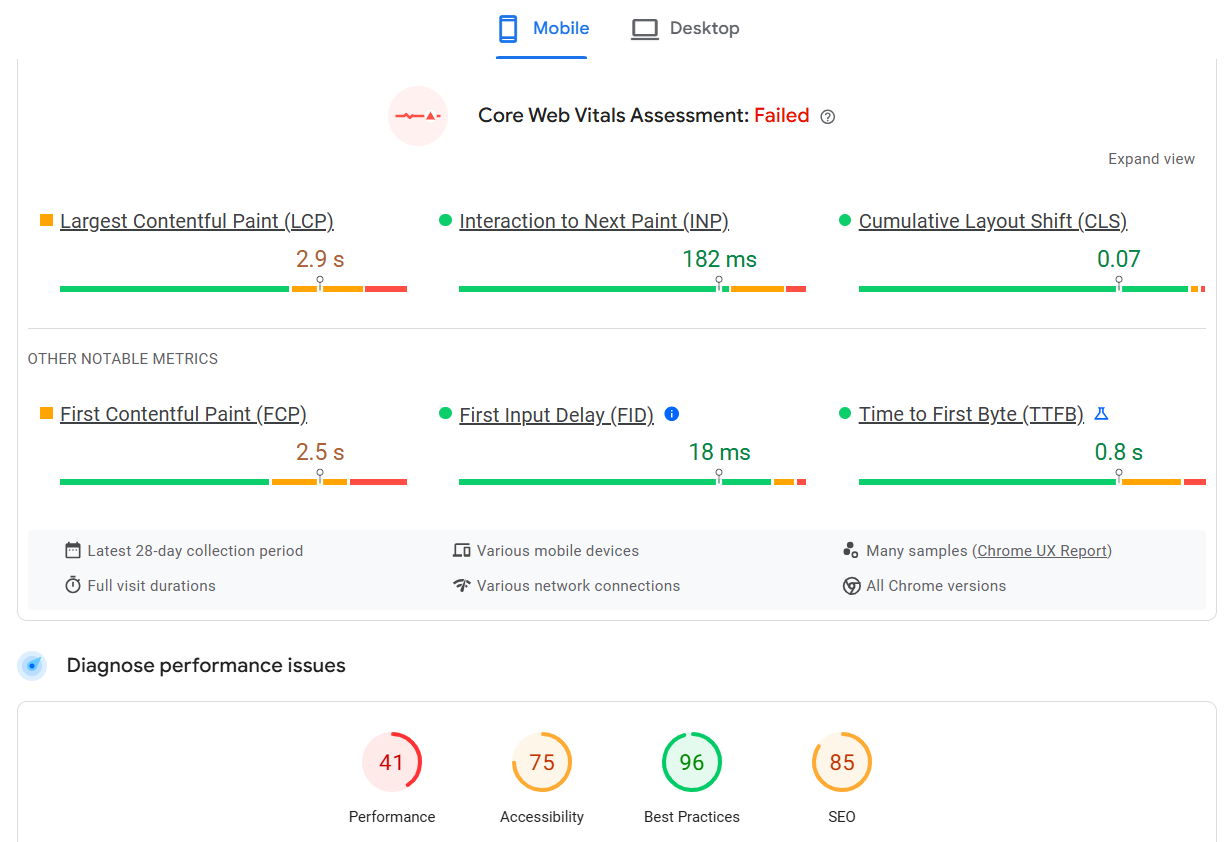 Mobile
Desktop
Core Web Vitals Assessment: Failed
Expand view
Largest Contentful Paint (LCP)
2.9 s
Interaction to Next Paint (INP)
182 ms
Cumulative Layout Shift (CLS)
0.07
OTHER NOTABLE METRICS
First Contentful Paint (FCP)
2.5 s
First Input Delay (FID)
18 ms
Time to First Byte (TTFB)
0.8 s
Latest 28-day collection period
Various mobile devices
Many samples (Chrome UX Report)
Full visit durations
Various network connections
All Chrome versions
Diagnose performance issues
41
Performance
75
Accessibility
96
Best Practices
85
SEO